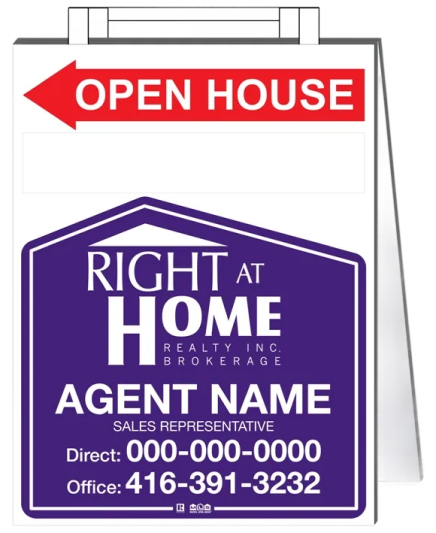 OPEN HOUSE
RIGHT AT
HOME
REALTY INC.
BROKERAGE
AGENT NAME
SALES REPRESENTATIVE
Direct: 000-000-0000
Office: 416-391-3232